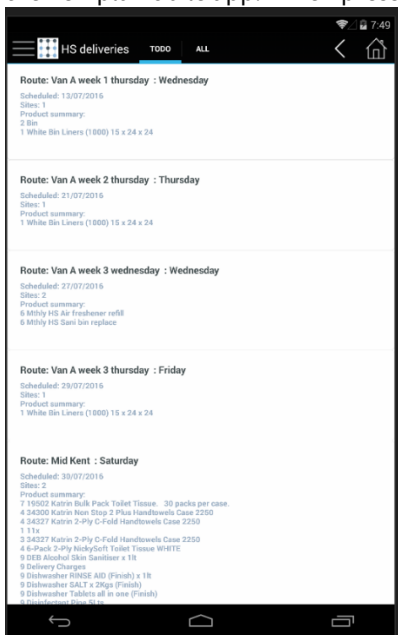 7:49
HS deliveries TODO ALL
Route: Van A week 1 thursday : Wednesday
Scheduled: 13/07/2016
Sites: 1
Product summary:
2 Bin
1 White Bin Liners (1000) 15 x 24 x 24
Route: Van A week 2 thursday : Thursday
Scheduled: 21/07/2016
Sites: 1
Product summary:
1 White Bin Liners (1000) 15 x 24 x 24
Route: Van A week 3 wednesday : Wednesday
Scheduled: 27/07/2016
Sites: 2
Product summary:
6 Mthly HS Air freshener refill
6 Mthly HS Sani bin replace
Route: Van A week 3 thursday : Friday
Scheduled: 29/07/2016
Sites: 1
Product summary:
1 White Bin Liners (1000) 15 x 24 x 24
Route: Mid Kent : Saturday
Scheduled: 30/07/2016
Sites: 2
Product summary:
7 19502 Katrin Bulk Pack Toilet Tissue. 30 packs per case.
4 34300 Katrin Non Stop 2 Plus Handtowels Case 2250
4 34327 Katrin 2-Ply C-Fold Handtowels Case 2250
1 11x
3 34327 Katrin 2-Ply C-Fold Handtowels Case 2250
4 6-Pack 2-Ply NickySoft Toilet Tissue WHITE
9 DEB Alcohol Skin Sanitiser x 1lt
9 Delivery Charges
9 Dishwasher RINSE AID (Finish) x 1lt
9 Dishwasher SALT x 2Kgs (Finish)
9 Dishwasher Tablets all in one (Finish)
9 Disinfectant Pine 5Lts